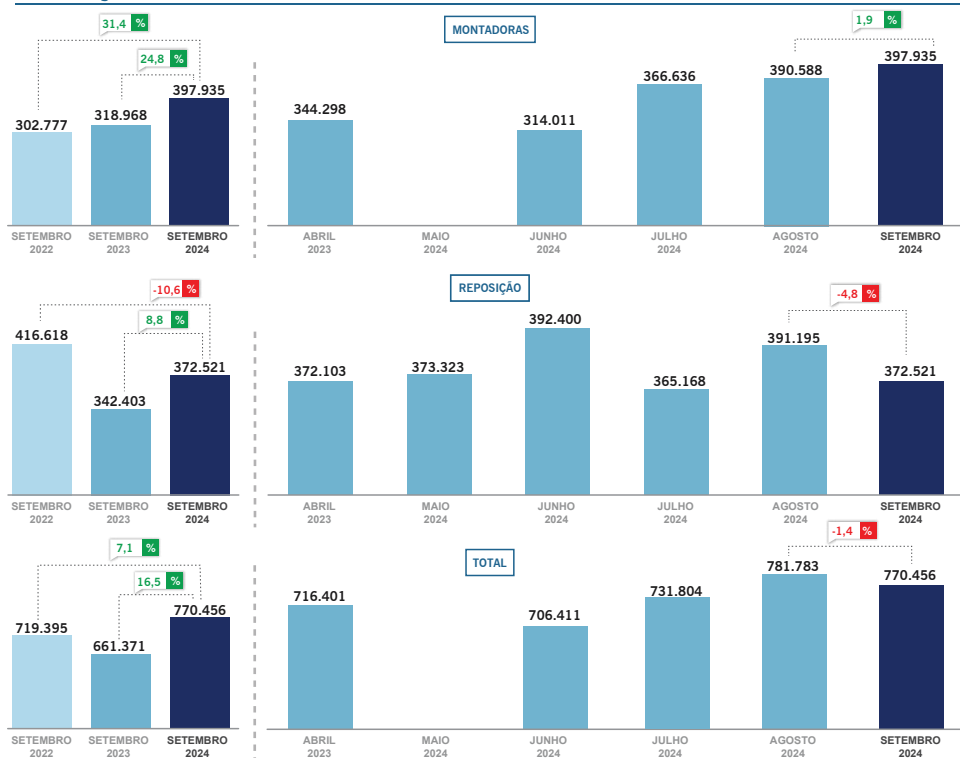 MONTADORAS
31,4 %
24,8 %
1,9 %
302.777
318.968
397.935
344.298
314.011
366.636
390.588
397.935
SETEMBRO 2022
SETEMBRO 2023
SETEMBRO 2024
ABRIL 2023
MAIO 2024
JUNHO 2024
JULHO 2024
AGOSTO 2024
SETEMBRO 2024
REPOSIÇÃO
-10,6 %
8,8 %
-4,8 %
416.618
342.403
372.521
372.103
373.323
392.400
365.168
391.195
372.521
SETEMBRO 2022
SETEMBRO 2023
SETEMBRO 2024
ABRIL 2023
MAIO 2024
JUNHO 2024
JULHO 2024
AGOSTO 2024
SETEMBRO 2024
TOTAL
7,1 %
16,5 %
-1,4 %
719.395
661.371
770.456
716.401
706.411
731.804
781.783
770.456
SETEMBRO 2022
SETEMBRO 2023
SETEMBRO 2024
ABRIL 2023
MAIO 2024
JUNHO 2024
JULHO 2024
AGOSTO 2024
SETEMBRO 2024